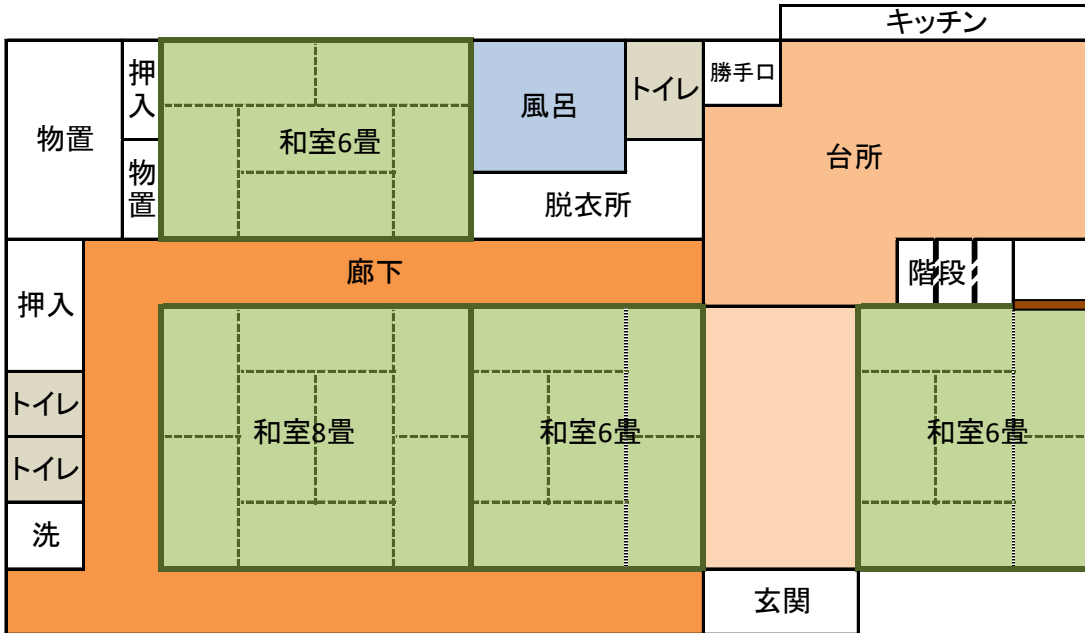 キッチン
物置
押入
和室6畳
風呂
トイレ
勝手口
台所
物置
脱衣所
廊下
階段
押入
トイレ
和室8畳
和室6畳
和室6畳
トイレ
洗
玄関